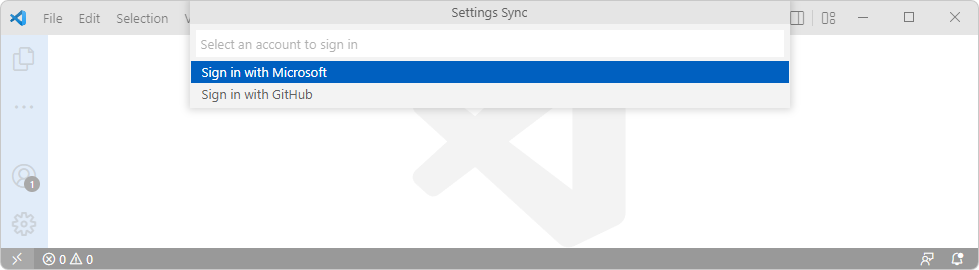 File Edit Selection
Settings Sync
Select an account to sign in
Sign in with Microsoft
Sign in with GitHub
1
0 0